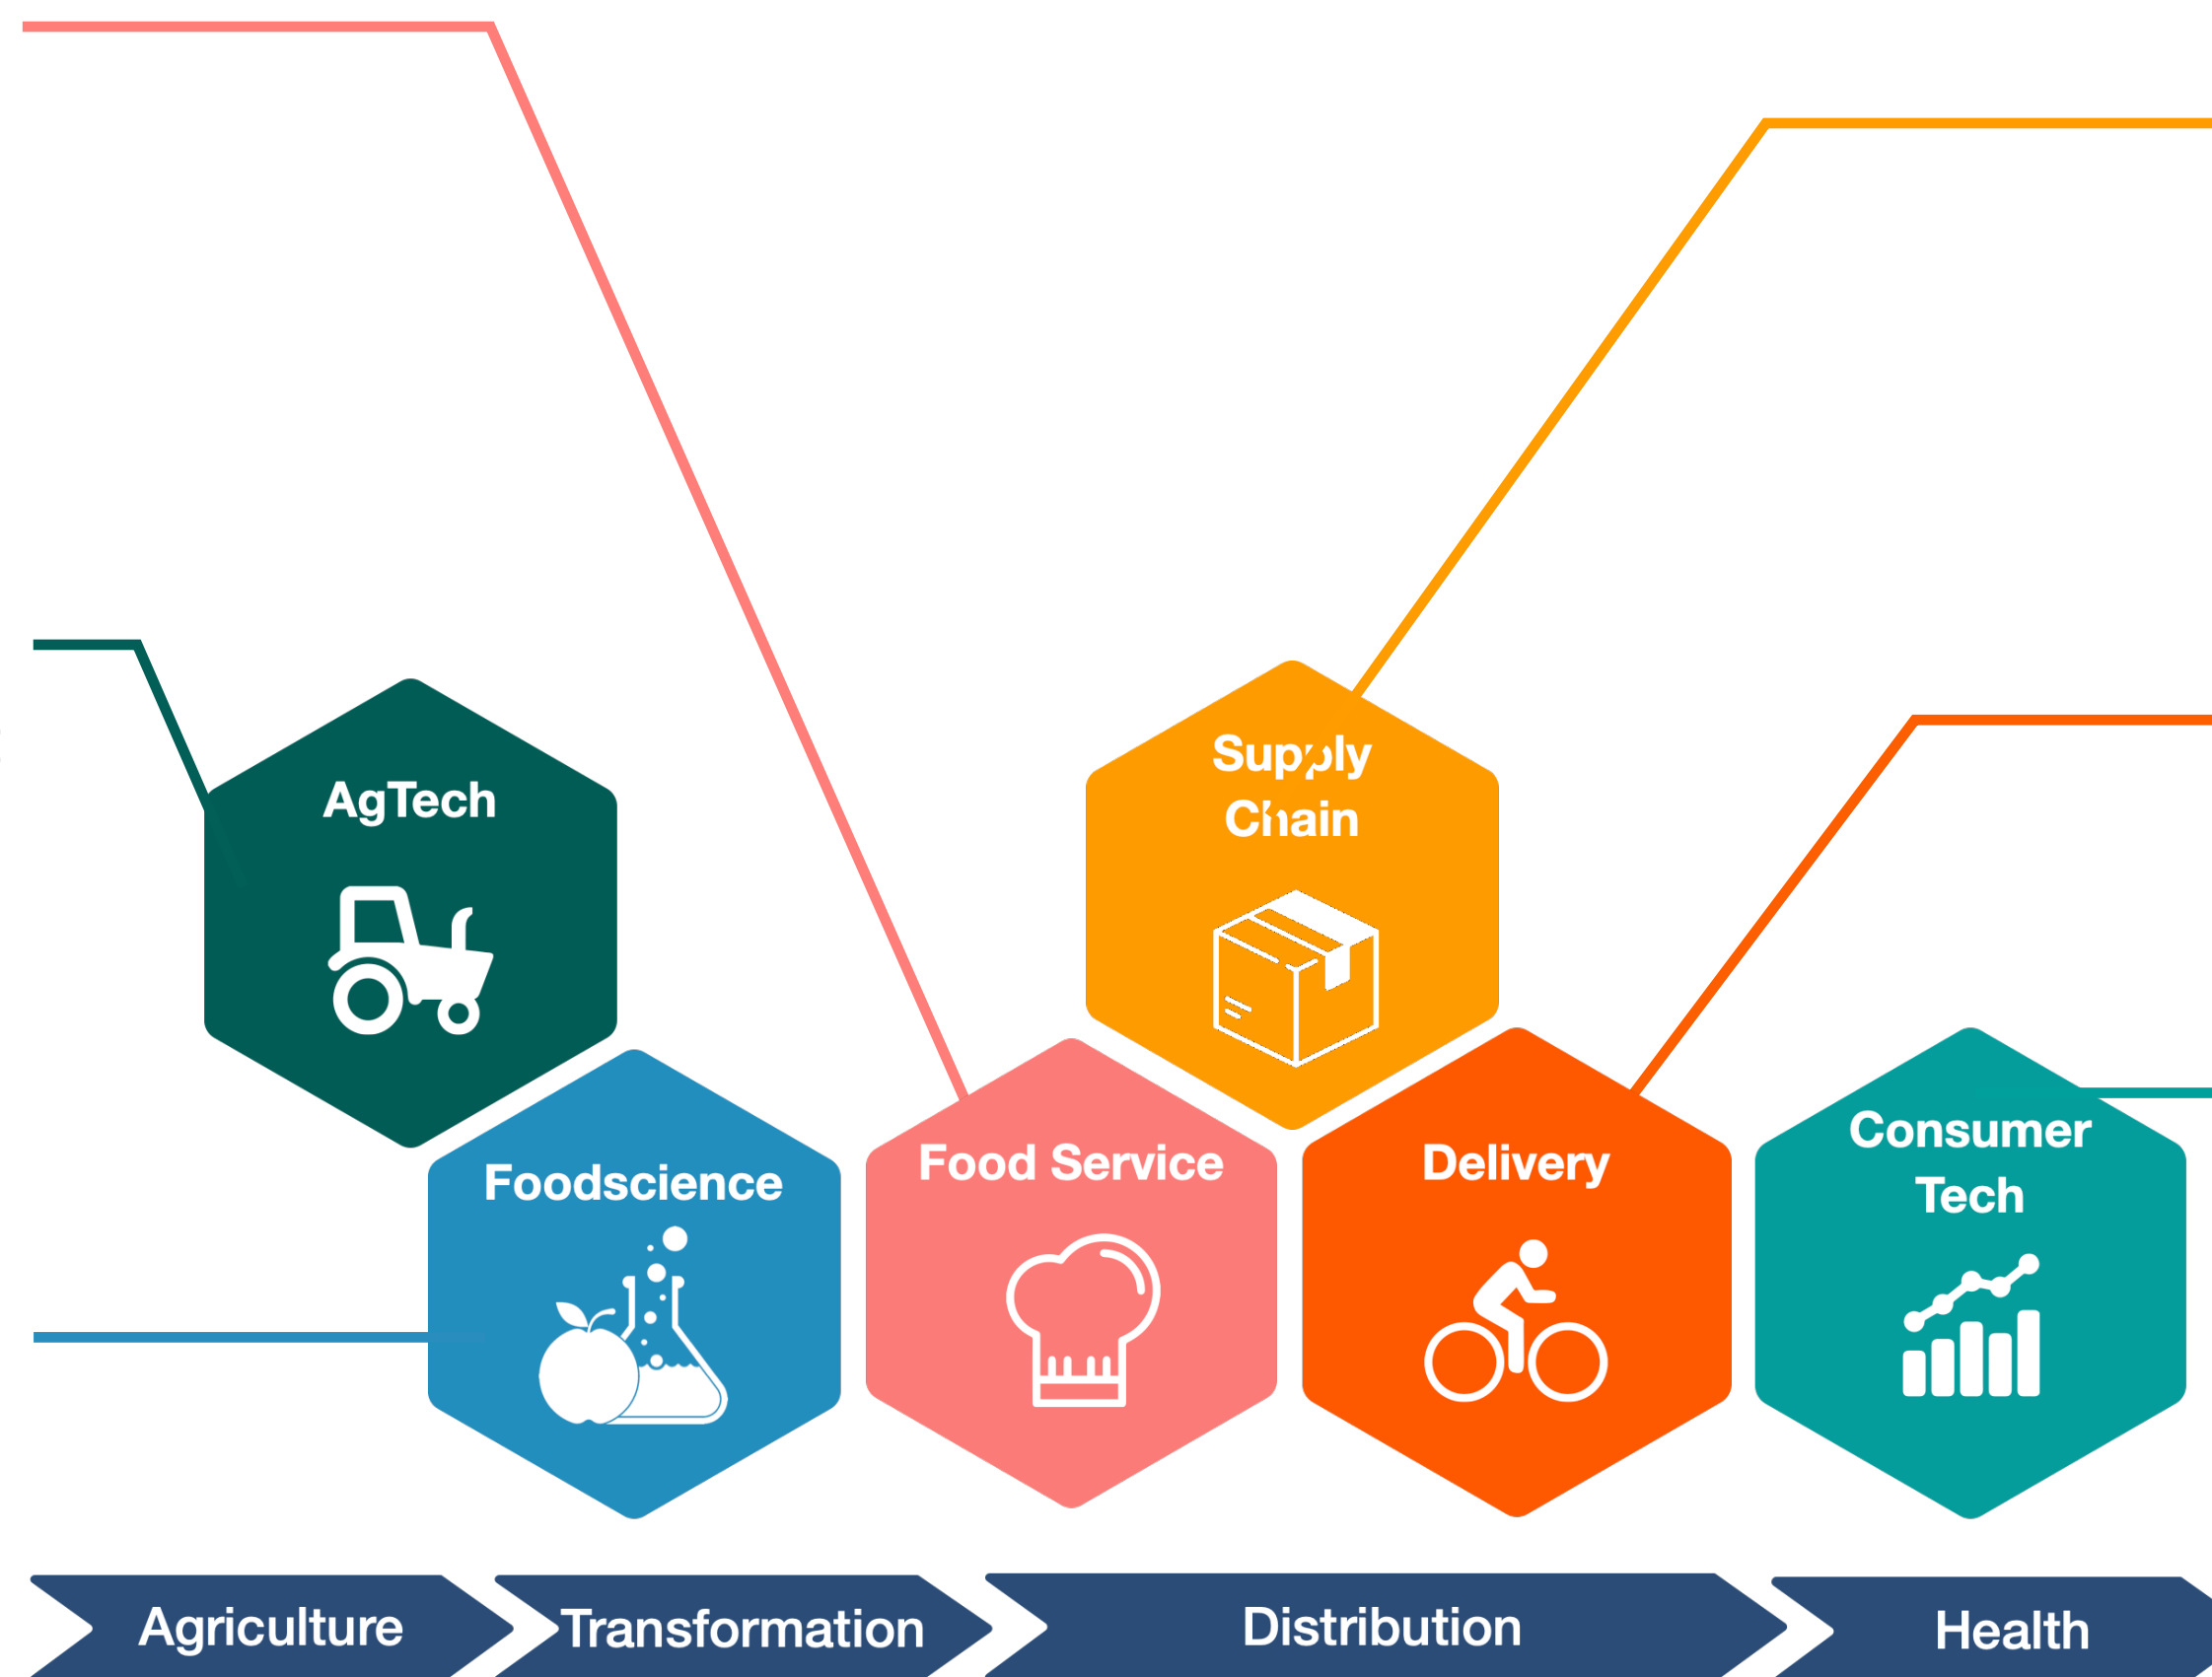 AgTech
Supply
Chain
Foodscience
Food Service
Delivery
Consumer
Tech
Agriculture
Transformation
Distribution
Health